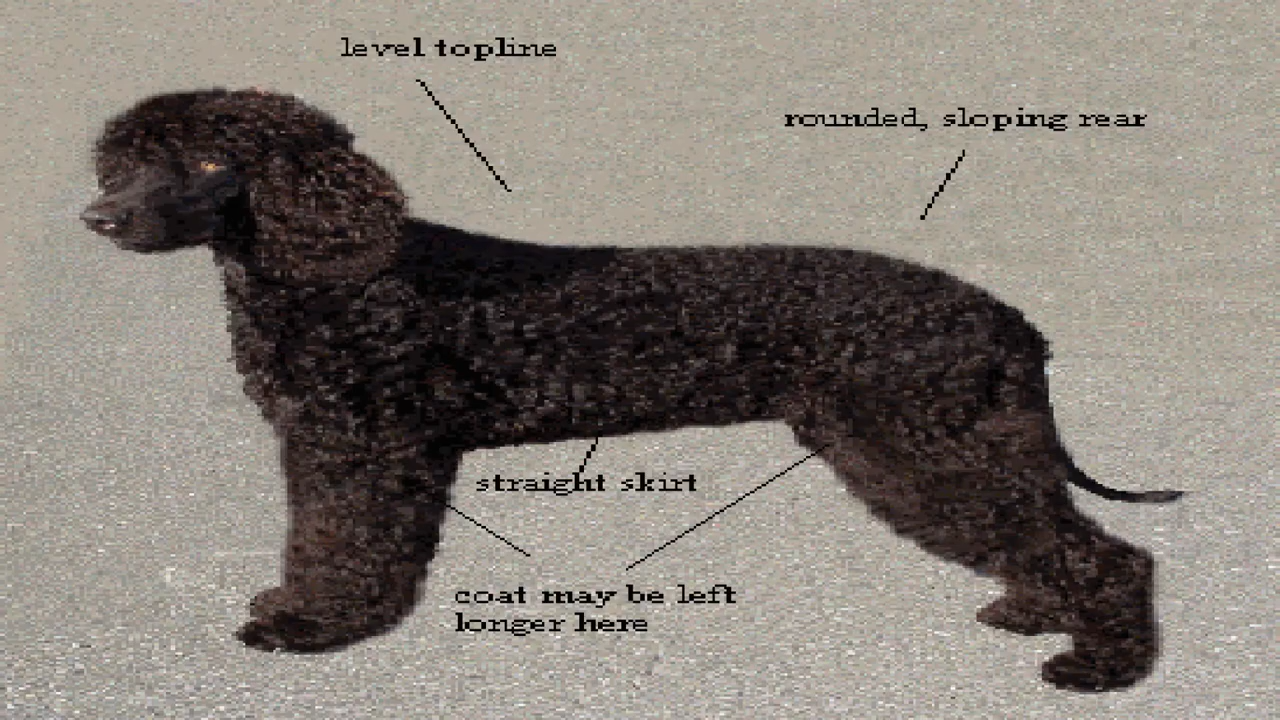 level topline
rounded, sloping rear
straight skirt
coat may be left
longer here